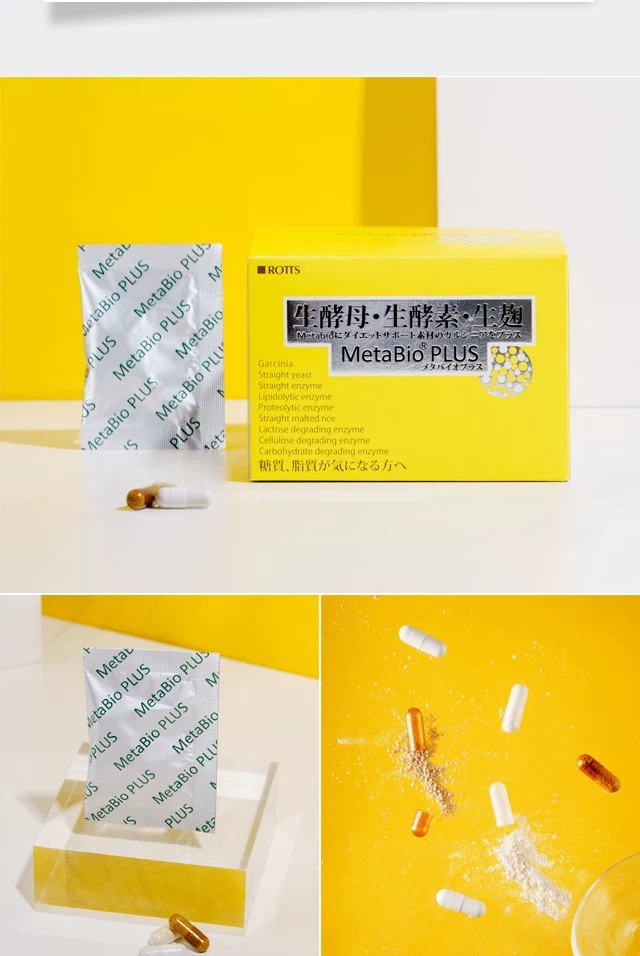 ROTTS
生酵母・生酵素・生麹
Metabioにダイエットサポート素材のガルシニアをプラス
MetaBio® PLUS
メタバイオプラス
Garcinia
Straight yeast
Straight enzyme
Lipidolytic enzyme
Proteolytic enzyme
Straight malted rice
Lactose degrading enzyme
Cellulose degrading enzyme
Carbohydrate degrading enzyme
糖質、脂質が気になる方へ
MetaBio PLUS
MetaBio PLUS
MetaBio PLUS
MetaBio PLUS
MetaBio PLUS
MetaBio PLUS
MetaBio PLUS
MetaBio PLUS